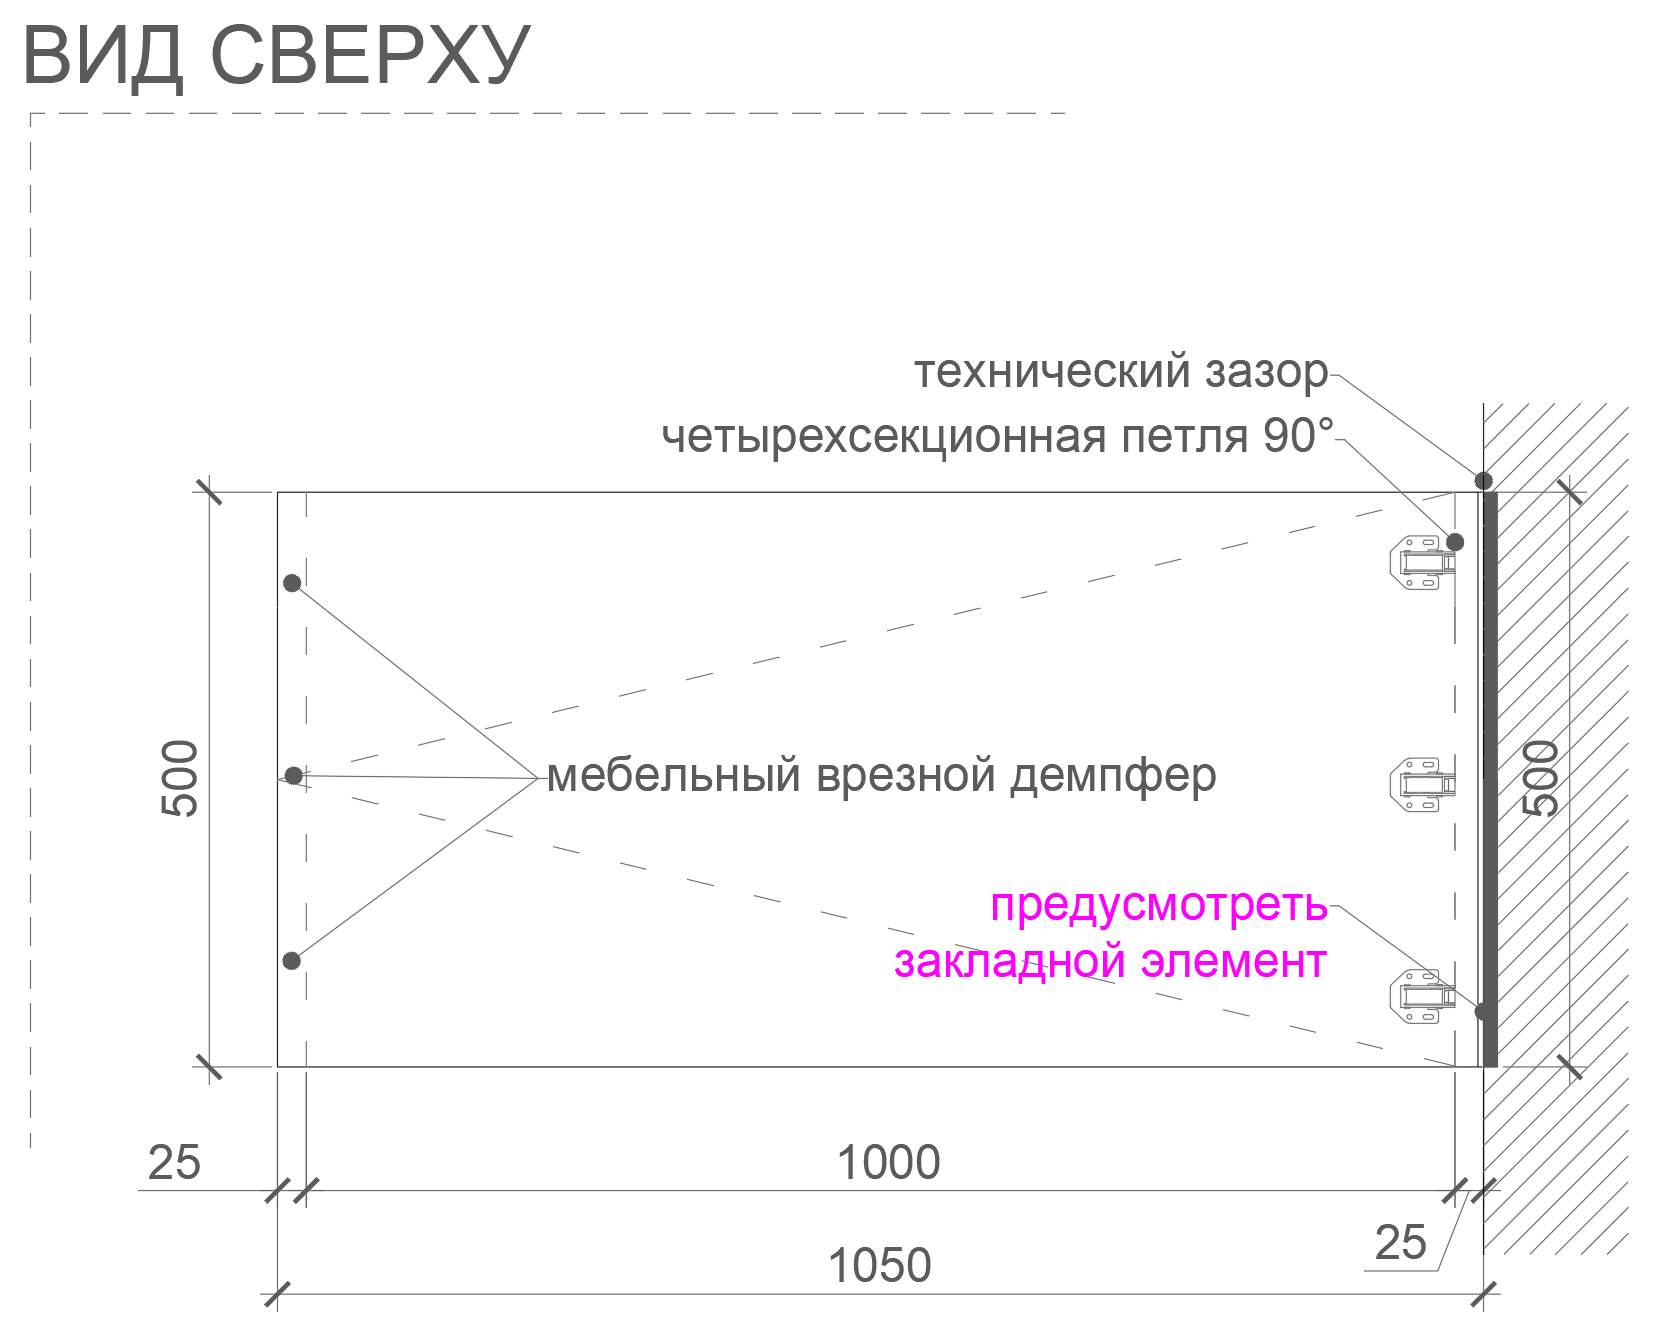 ВИД СВЕРХУ
технический зазор
четырехсекционная петля 90°
500
мебельный врезной демпфер
500
предусмотреть
закладной элемент
25
1000
25
1050